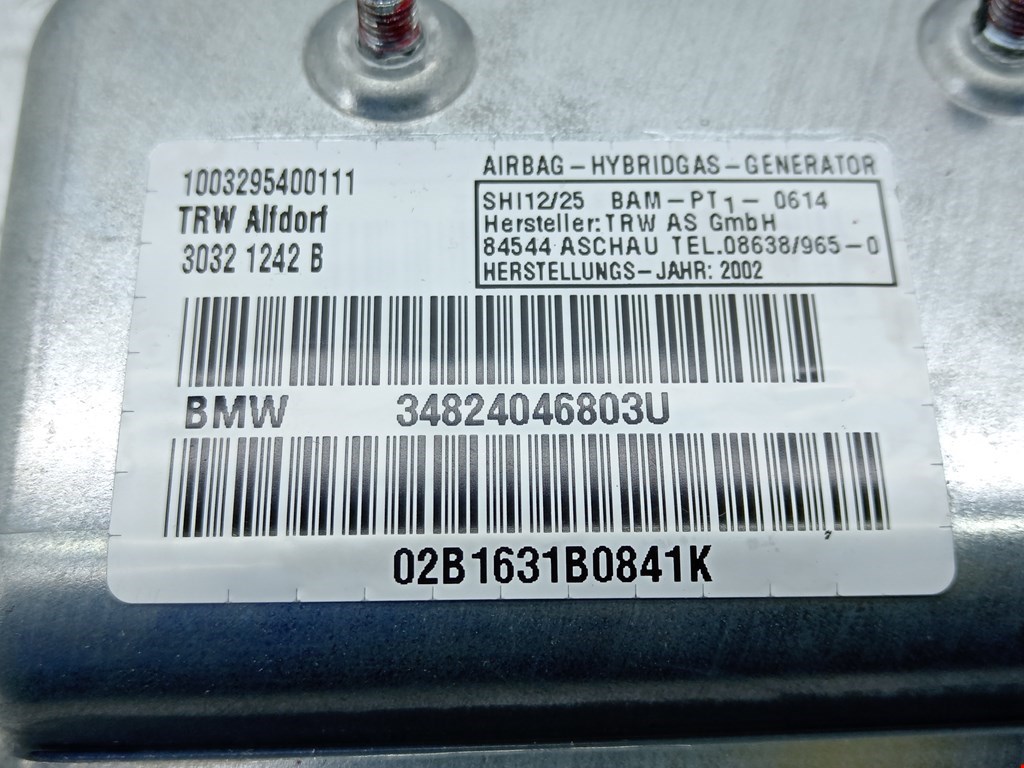 1003295400111
TRW Alfdorf
3032 1242 B
AIRBAG-HYBRIDGAS-GENERATOR
SHI12/25 BAM-PT1-0614
Hersteller: TRW AS GmbH
84544 ASCHAU TEL.08638/965-0
HERSTELLUNGS-JAHR: 2002
BMW 34824046803U
02B1631B0841K